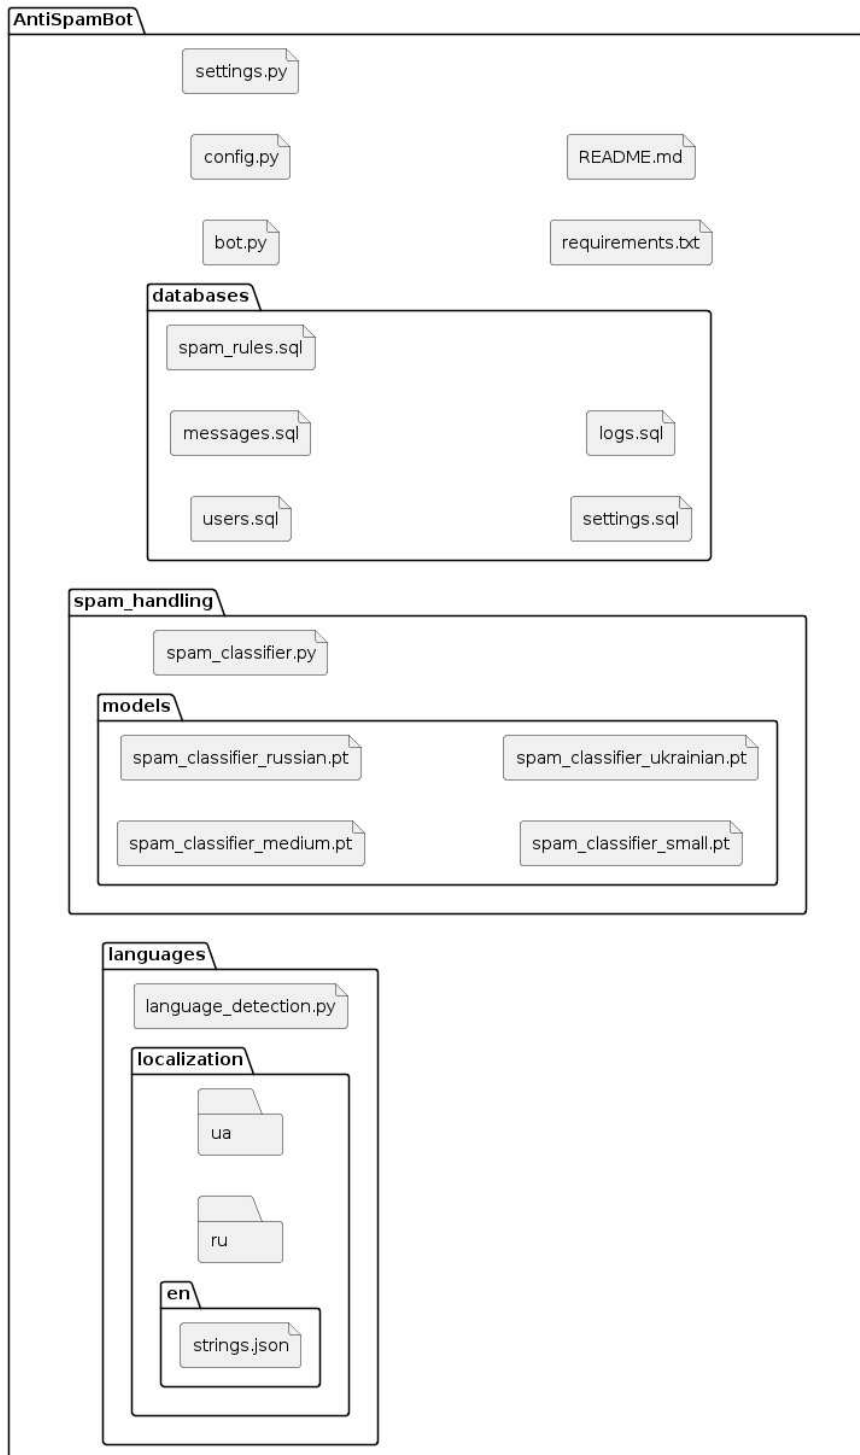 AntiSpamBot
settings.py
config.py
README.md
bot.py
requirements.txt
databases
spam_rules.sql
messages.sql
logs.sql
users.sql
settings.sql
spam_handling
spam_classifier.py
models
spam_classifier_russian.pt
spam_classifier_ukrainian.pt
spam_classifier_medium.pt
spam_classifier_small.pt
languages
language_detection.py
localization
ua
ru
en
strings.json